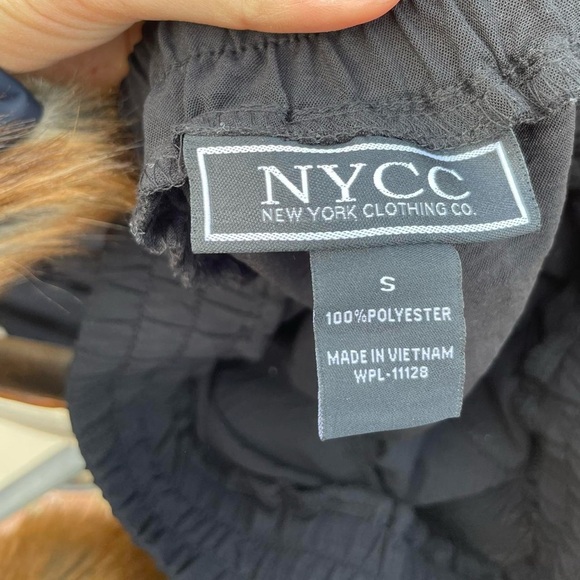 NYCC
NEW YORK CLOTHING CO.
S
100%POLYESTER
MADE IN VIETNAM
WPL-11128